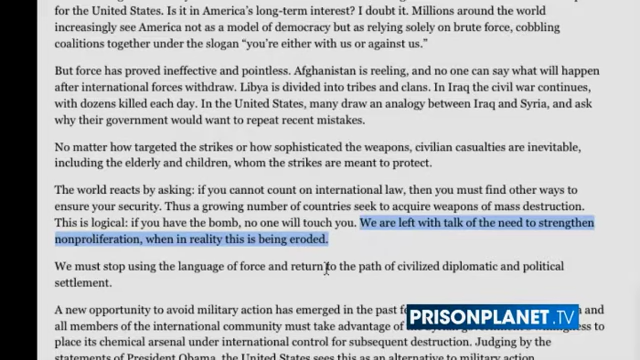 for the United States. Is it in America's long-term interest? I doubt it. Millions around the world
increasingly see America not as a model of democracy but as relying solely on brute force, cobbling
coalitions together under the slogan “you're either with us or against us.”
But force has proved ineffective and pointless. Afghanistan is reeling, and no one can say what will happen
after international forces withdraw. Libya is divided into tribes and clans. In Iraq the civil war continues,
with dozens killed each day. In the United States, many draw an analogy between Iraq and Syria, and ask
why their government would want to repeat recent mistakes.
No matter how targeted the strikes or how sophisticated the weapons, civilian casualties are inevitable,
including the elderly and children, whom the strikes are meant to protect.
The world reacts by asking: if you cannot count on international law, then you must find other ways to
ensure your security. Thus a growing number of countries seek to acquire weapons of mass destruction.
This is logical: if you have the bomb, no one will touch you. We are left with talk of the need to strengthen
nonproliferation, when in reality this is being eroded.
We must stop using the language of force and return to the path of civilized diplomatic and political
settlement.
A new opportunity to avoid military action has emerged in the past and
all members of the international community must take advantage of to
place its chemical arsenal under international control for subsequent destruction. Judging by the
statements of President Obama, the United States sees this as an alternative to military action.
PRISONPLANET.TV